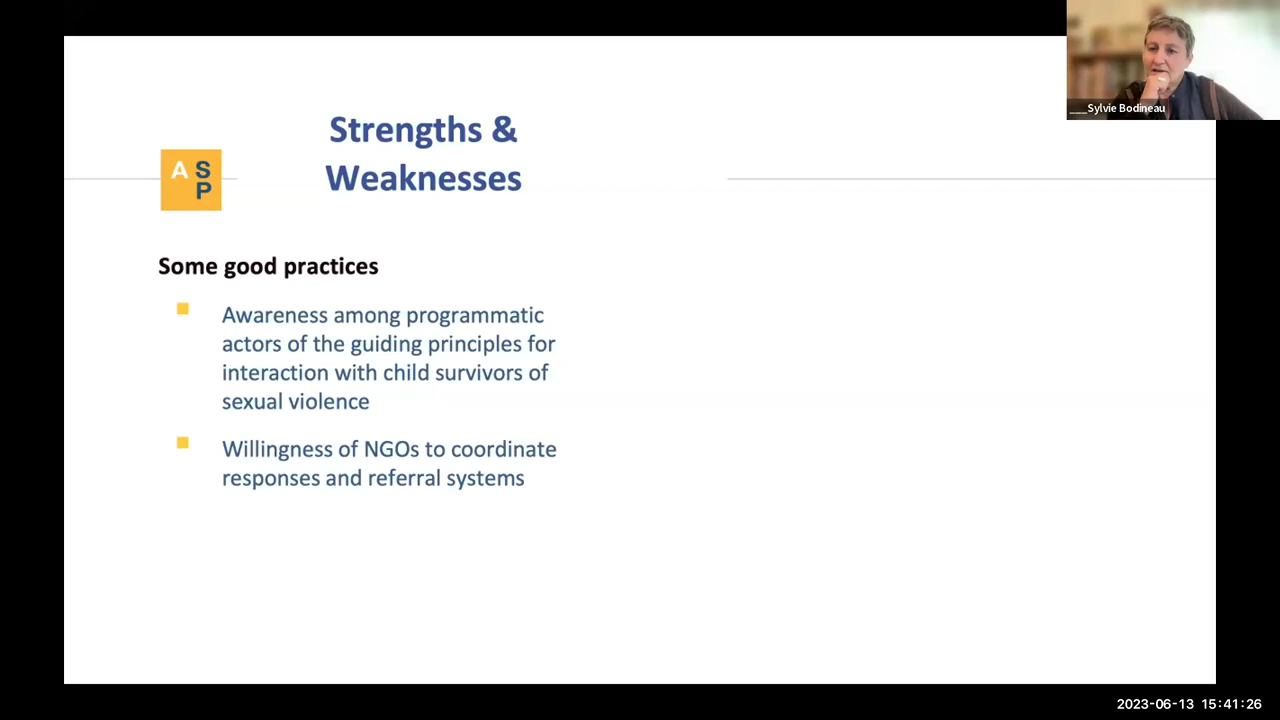 ___Sylvie Bodineau
Strengths &
Weaknesses
A S
P
Some good practices
Awareness among programmatic
actors of the guiding principles for
interaction with child survivors of
sexual violence
Willingness of NGOs to coordinate
responses and referral systems
2023-06-13 15:41:26